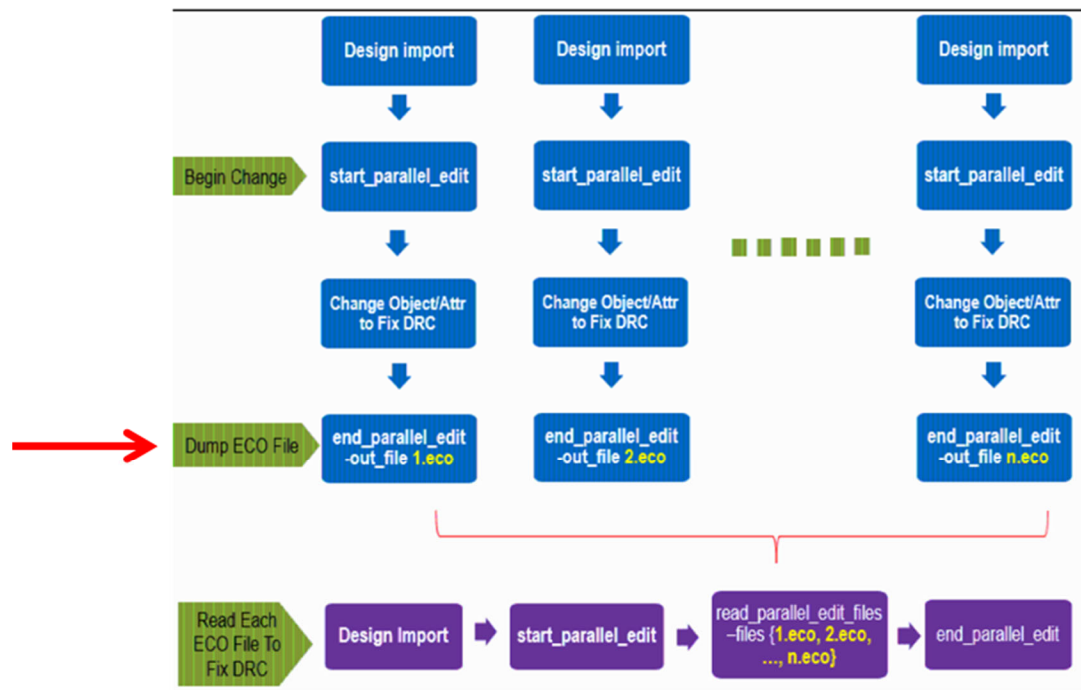 Design import
Design import
Design import
Begin Change
start_parallel_edit
start_parallel_edit
start_parallel_edit
Change Object/Attr
to Fix DRC
Change Object/Attr
to Fix DRC
Change Object/Attr
to Fix DRC
Dump ECO File
end_parallel_edit
-out_file 1.eco
end_parallel_edit
-out_file 2.eco
end_parallel_edit
-out_file n.eco
Read Each
ECO File To
Fix DRC
Design Import
start_parallel_edit
read_parallel_edit_files
–files {1.eco, 2.eco,
..., n.eco}
end_parallel_edit